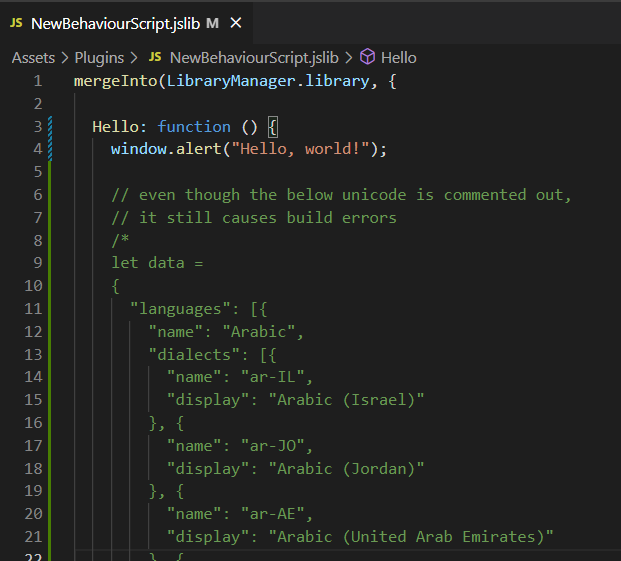 JS NewBehaviourScript.jslib M ×
Assets > Plugins > JS NewBehaviourScript.jslib > Hello
1 mergeInto(LibraryManager.library, {
2
3 Hello: function () {
4 window.alert("Hello, world!");
5
6 // even though the below unicode is commented out,
7 // it still causes build errors
8 /*
9 let data =
10 {
11 "languages": [{
12 "name": "Arabic",
13 "dialects": [{
14 "name": "ar-IL",
15 "display": "Arabic (Israel)"
16 }, {
17 "name": "ar-JO",
18 "display": "Arabic (Jordan)"
19 }, {
20 "name": "ar-AE",
21 "display": "Arabic (United Arab Emirates)"
22 }, {